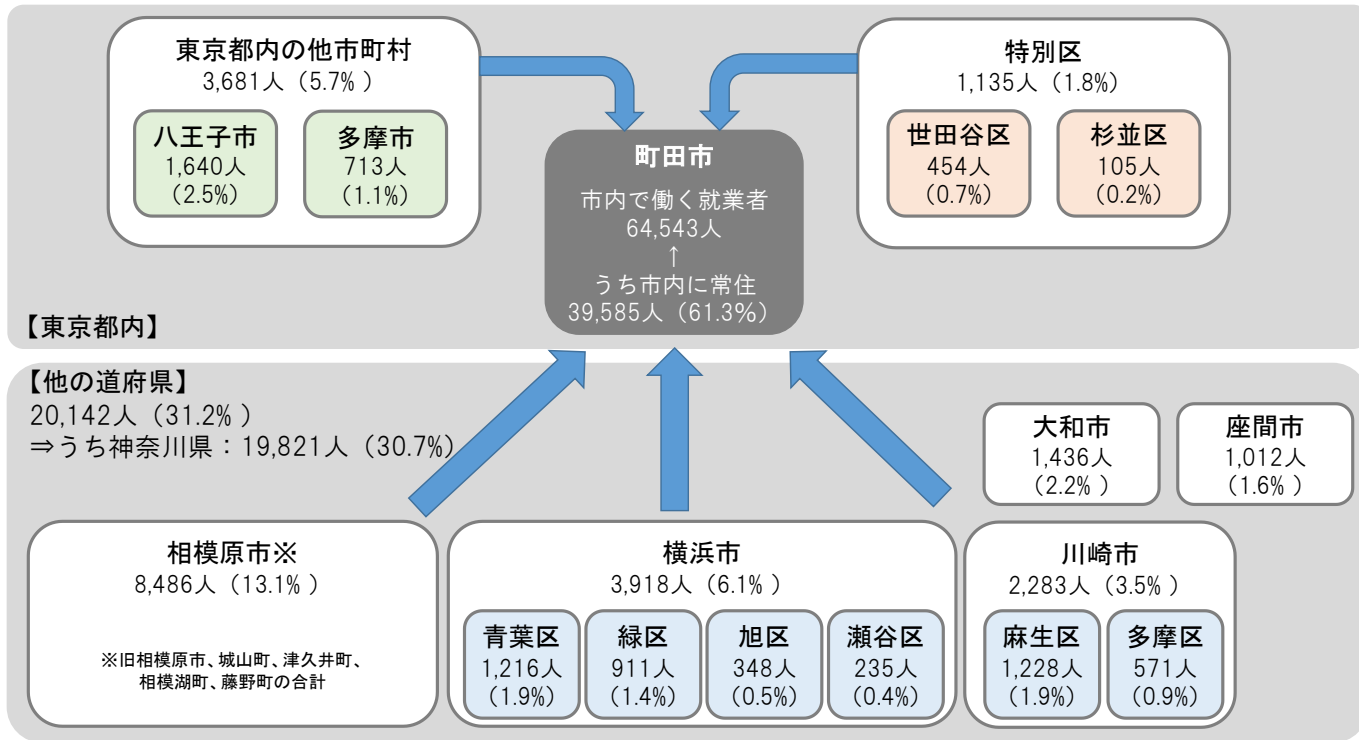 東京都内の他市町村
3,681人（5.7% ）
八王子市
1,640人
(2.5%)
多摩市
713人
(1.1%)
特別区
1,135人（1.8%）
世田谷区
454人
(0.7%)
杉並区
105人
(0.2%)
町田市
市内で働く就業者
64,543人
↑
うち市内に常住
39,585人（61.3%）
【東京都内】
【他の道府県】
20,142人（31.2% ）
⇒うち神奈川県：19,821人（30.7%）
大和市
1,436人
(2.2% )
座間市
1,012人
(1.6% )
相模原市※
8,486人（13.1% ）
※旧相模原市、城山町、津久井町、
相模湖町、藤野町の合計
横浜市
3,918人（6.1% ）
青葉区
1,216人
(1.9%)
緑区
911人
(1.4%)
旭区
348人
(0.5%)
瀬谷区
235人
(0.4%)
川崎市
2,283人（3.5% ）
麻生区
1,228人
(1.9%)
多摩区
571人
(0.9%)